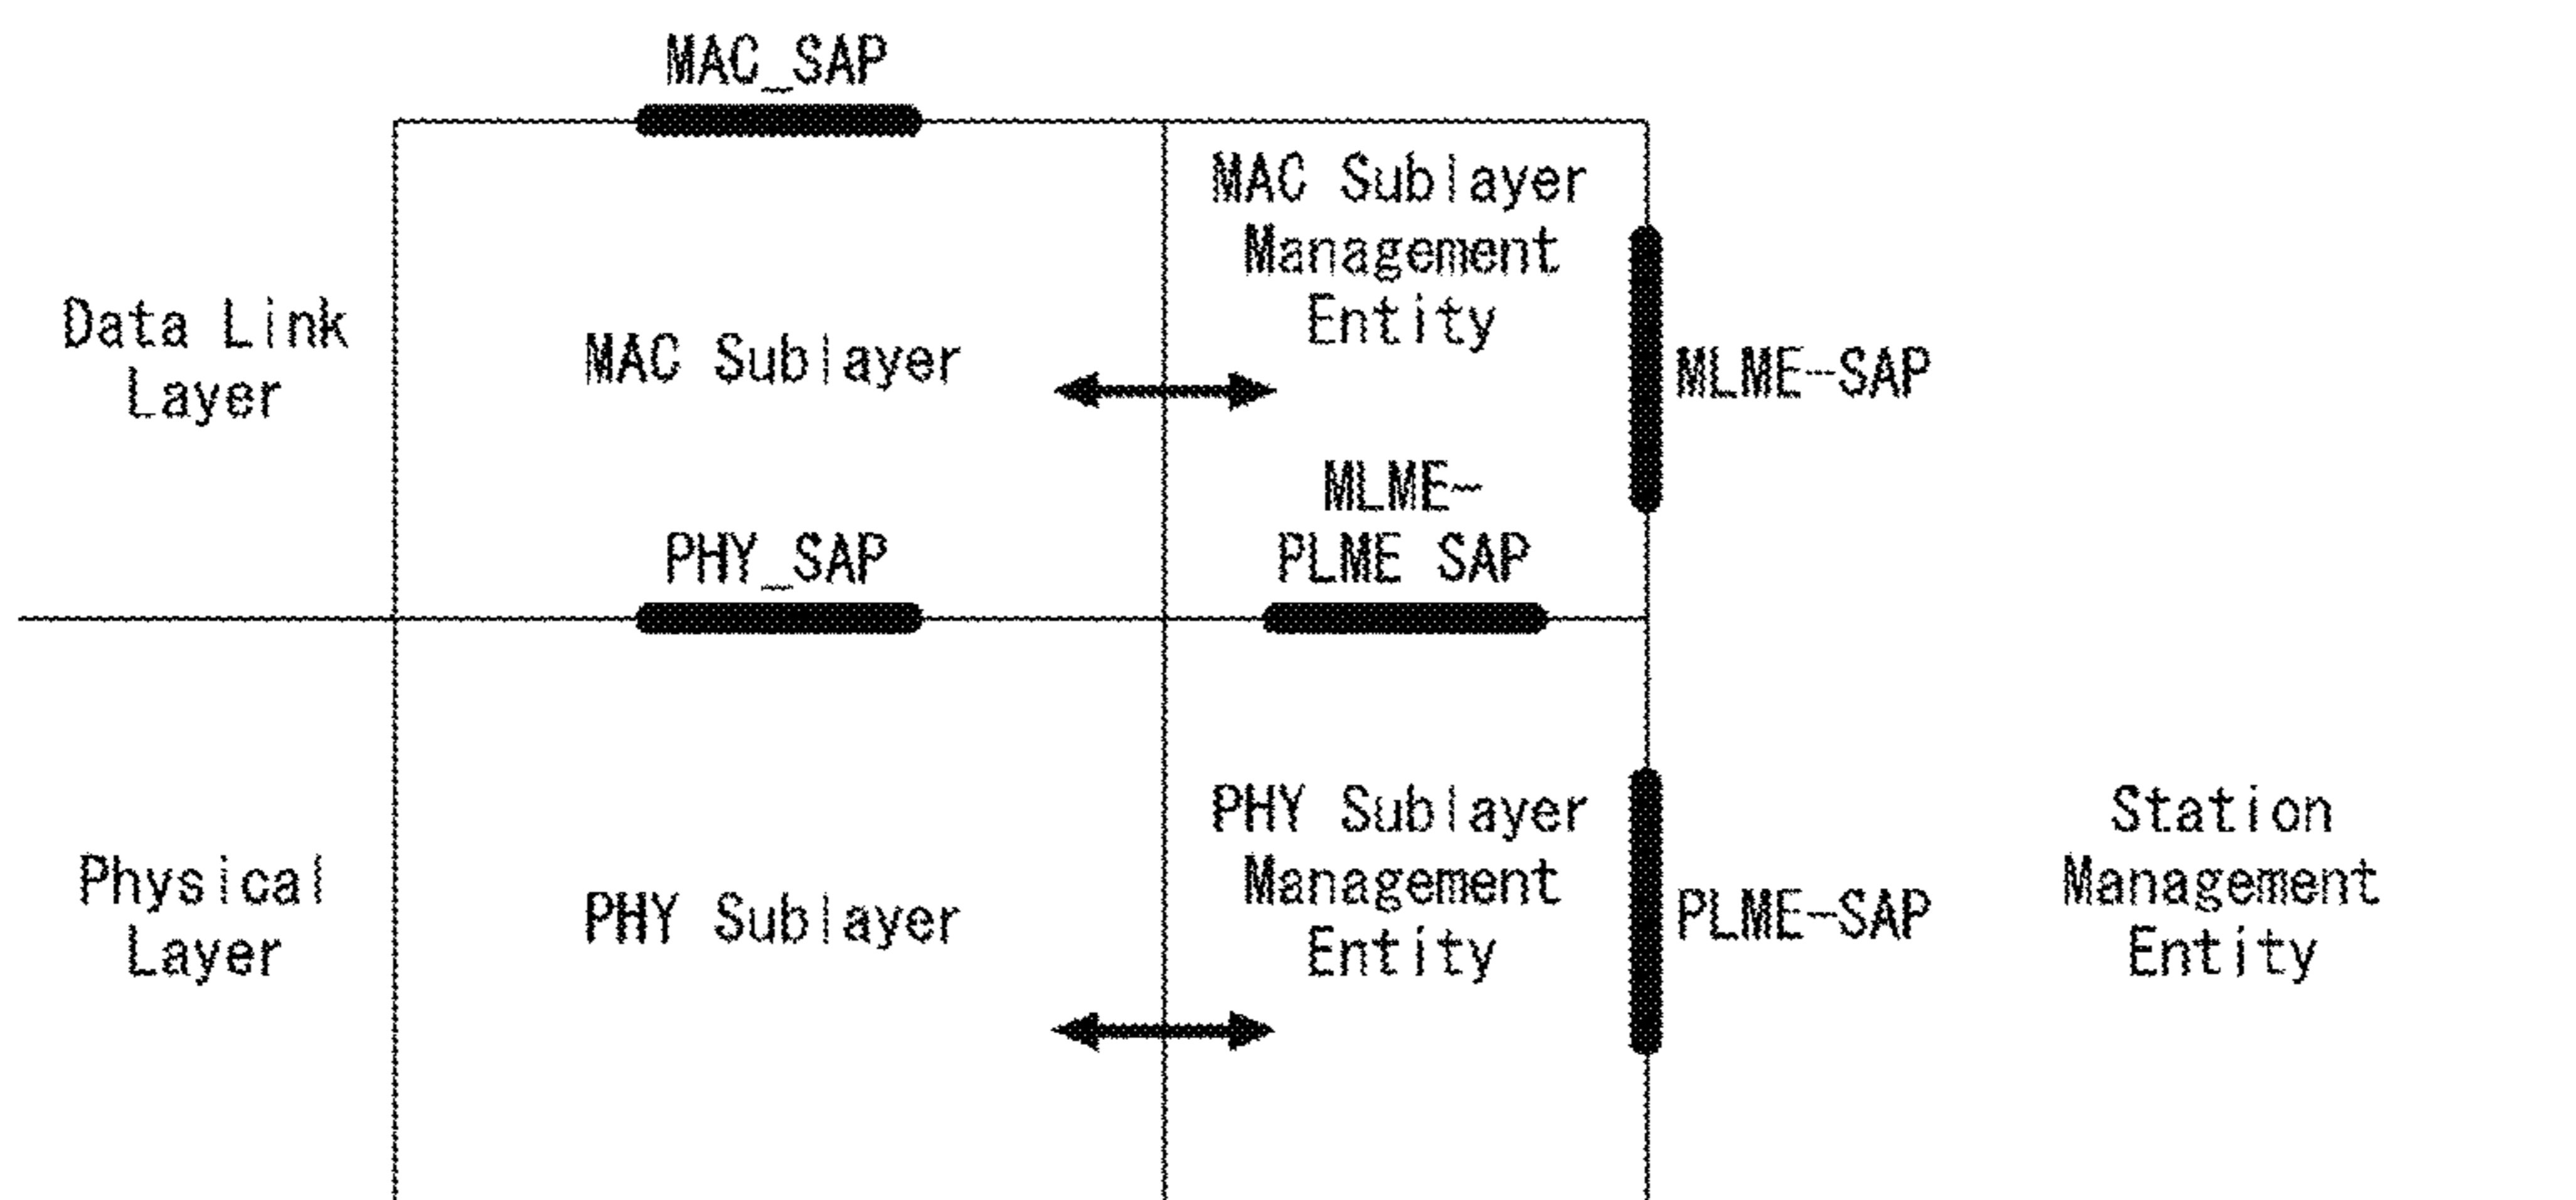 MAC_SAP
MAC Sublayer
Management
Entity
Data Link
Layer
MAC Sublayer
MLME-SAP
MLME-
PLME SAP
PHY_SAP
Physical
Layer
PHY Sublayer
PHY Sublayer
Management
Entity
PLME-SAP
Station
Management
Entity